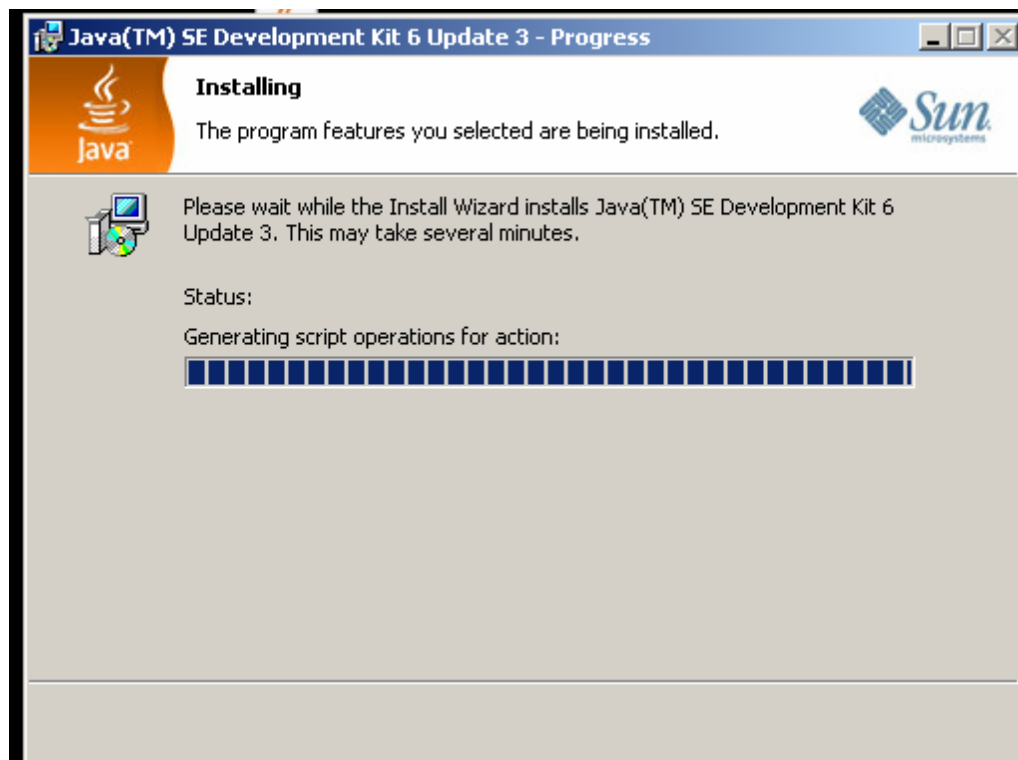 Java(TM) SE Development Kit 6 Update 3 - Progress
Java
Installing
The program features you selected are being installed.
Sun
microsystems
Please wait while the Install Wizard installs Java(TM) SE Development Kit 6
Update 3. This may take several minutes.
Status:
Generating script operations for action: